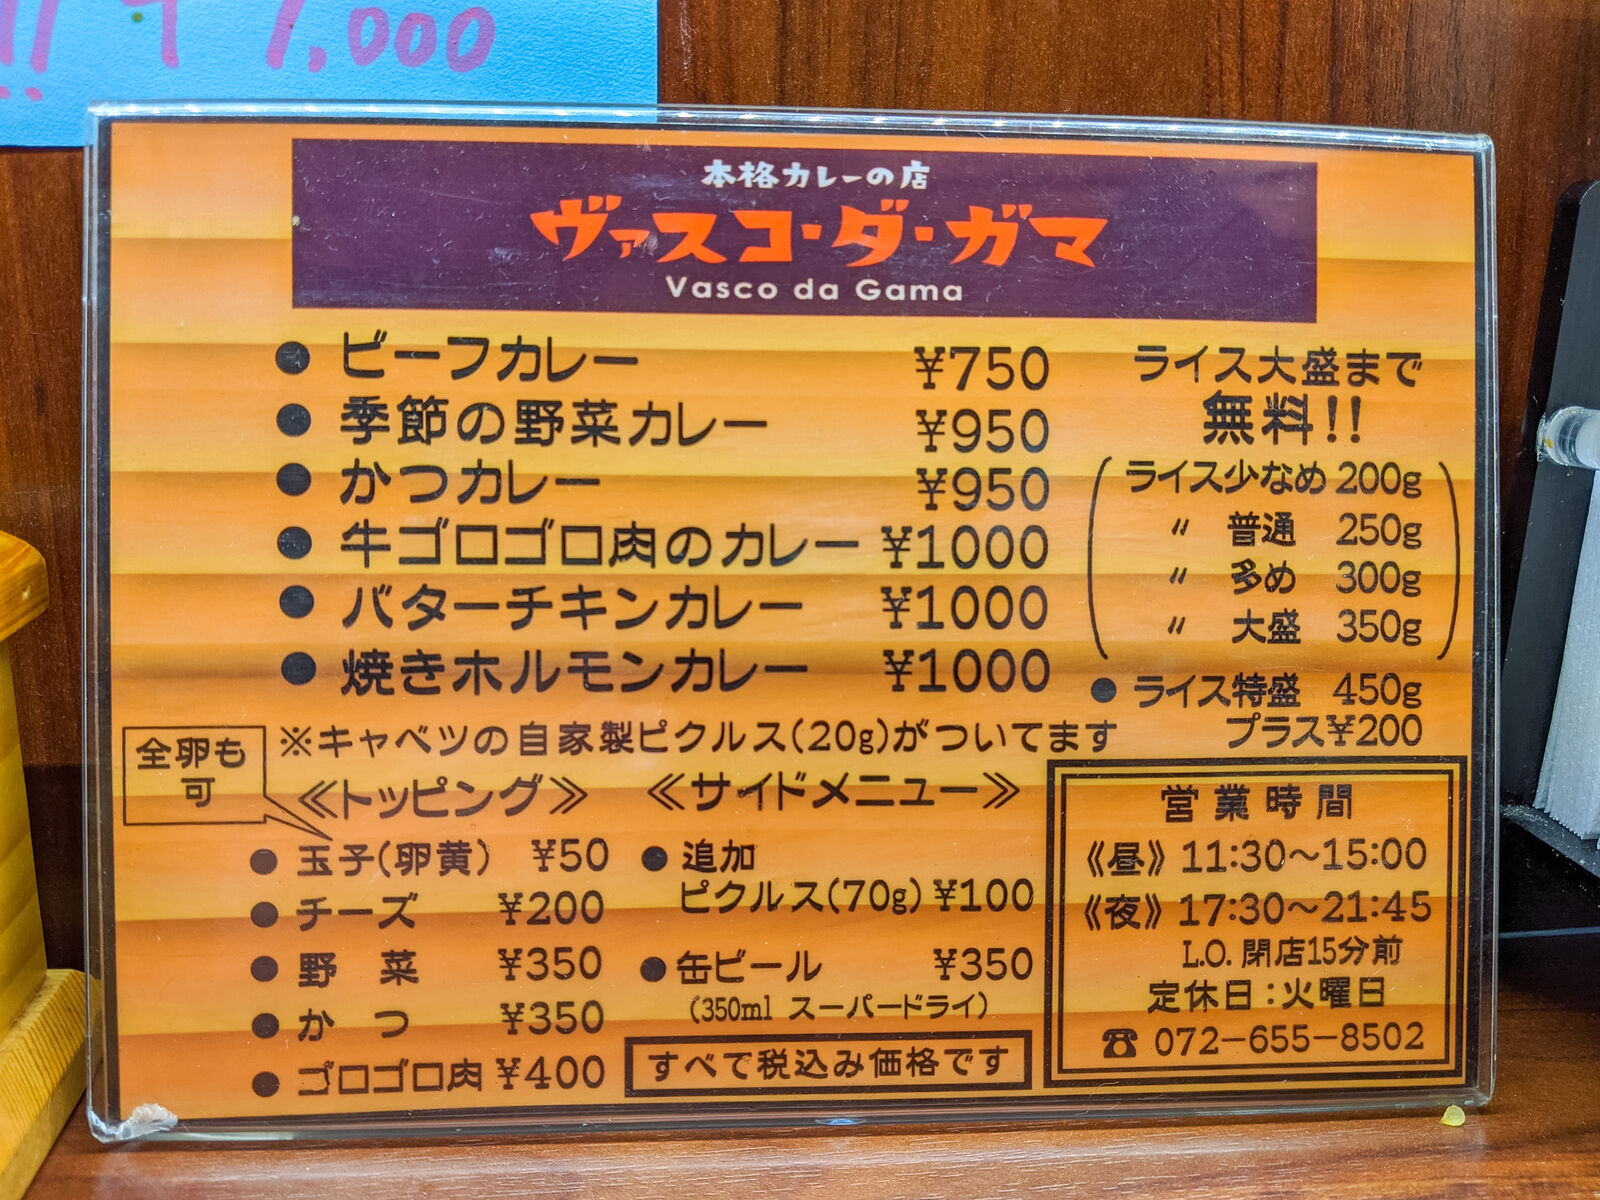 ¥1,000
本格カレーの店
ヴァスコ・ダ・ガマ
Vasco da Gama
● ビーフカレー ¥750
● 季節の野菜カレー ¥950
● かつカレー ¥950
● 牛ゴロゴロ肉のカレー ¥1000
● バターチキンカレー ¥1000
● 焼きホルモンカレー ¥1000
※キャベツの自家製ピクルス(20g)がついてます
ライス大盛まで
無料!!
ライス少なめ 200g
〃 普通 250g
〃 多め 300g
〃 大盛 350g
● ライス特盛 450g
プラス¥200
全卵も
可
《トッピング》
● 玉子(卵黄) ¥50
● チーズ ¥200
● 野菜 ¥350
● かつ ¥350
● ゴロゴロ肉 ¥400
《サイドメニュー》
● 追加
ピクルス(70g) ¥100
● 缶ビール ¥350
(350ml スーパードライ)
すべて税込み価格です
営業時間
《昼》11:30〜15:00
《夜》17:30〜21:45
L.O. 閉店15分前
定休日:火曜日
☎ 072-655-8502